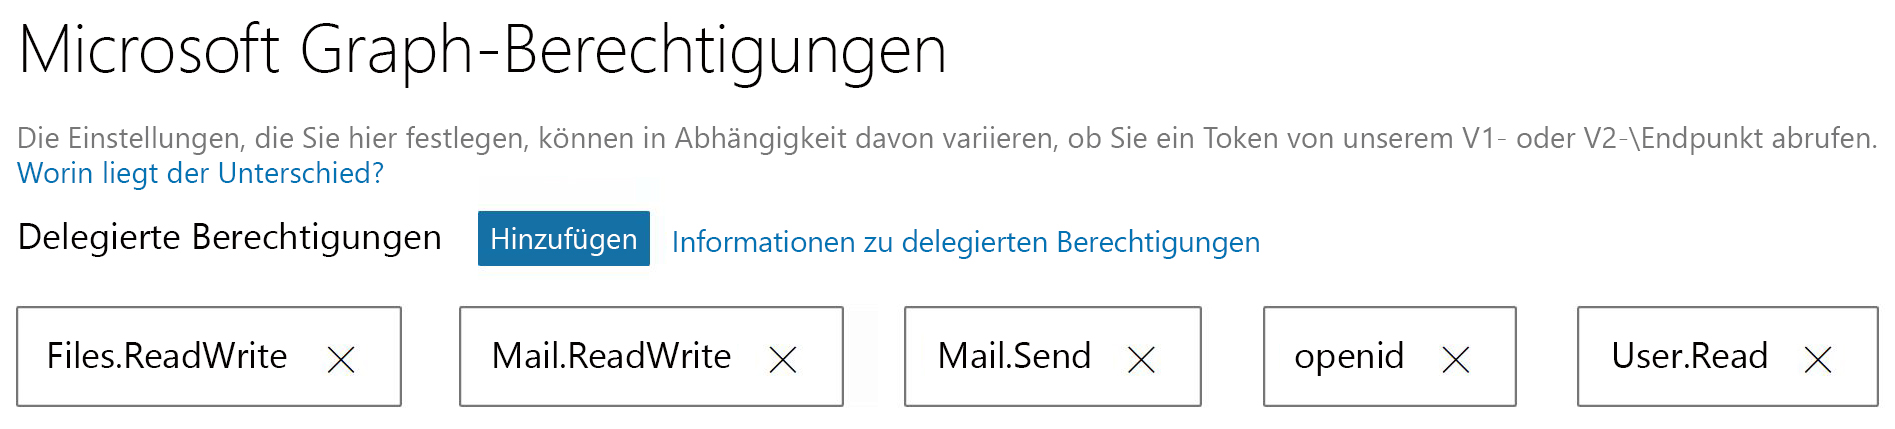 Microsoft Graph-Berechtigungen
Die Einstellungen, die Sie hier festlegen, können in Abhängigkeit davon variieren, ob Sie ein Token von unserem V1- oder V2-\Endpunkt abrufen.
Worin liegt der Unterschied?
Delegierte Berechtigungen Hinzufügen Informationen zu delegierten Berechtigungen
Files.ReadWrite Mail.ReadWrite Mail.Send openid User.Read